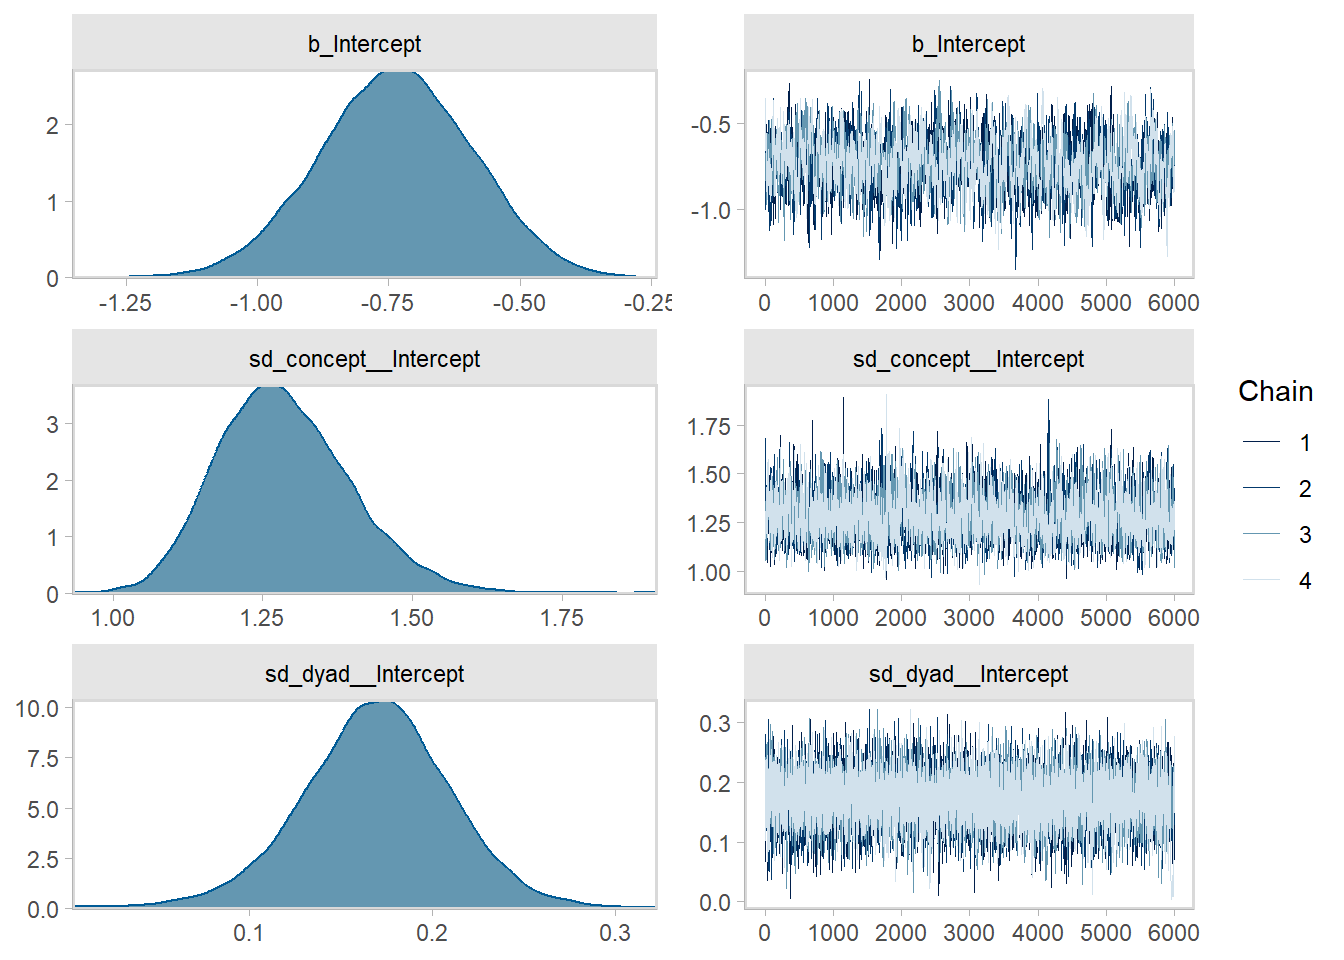 b_Intercept
b_Intercept
2
1
0
-1.25 -1.00 -0.75 -0.50 -0.25
-0.5
-1.0
0 1000 2000 3000 4000 5000 6000
sd_concept__Intercept
sd_concept__Intercept
3
2
1
0
1.00 1.25 1.50 1.75
1.75
1.50
1.25
1.00
0 1000 2000 3000 4000 5000 6000
sd_dyad__Intercept
sd_dyad__Intercept
10.0
7.5
5.0
2.5
0.0
0.1 0.2 0.3
0.3
0.2
0.1
0.0
0 1000 2000 3000 4000 5000 6000
Chain
1
2
3
4